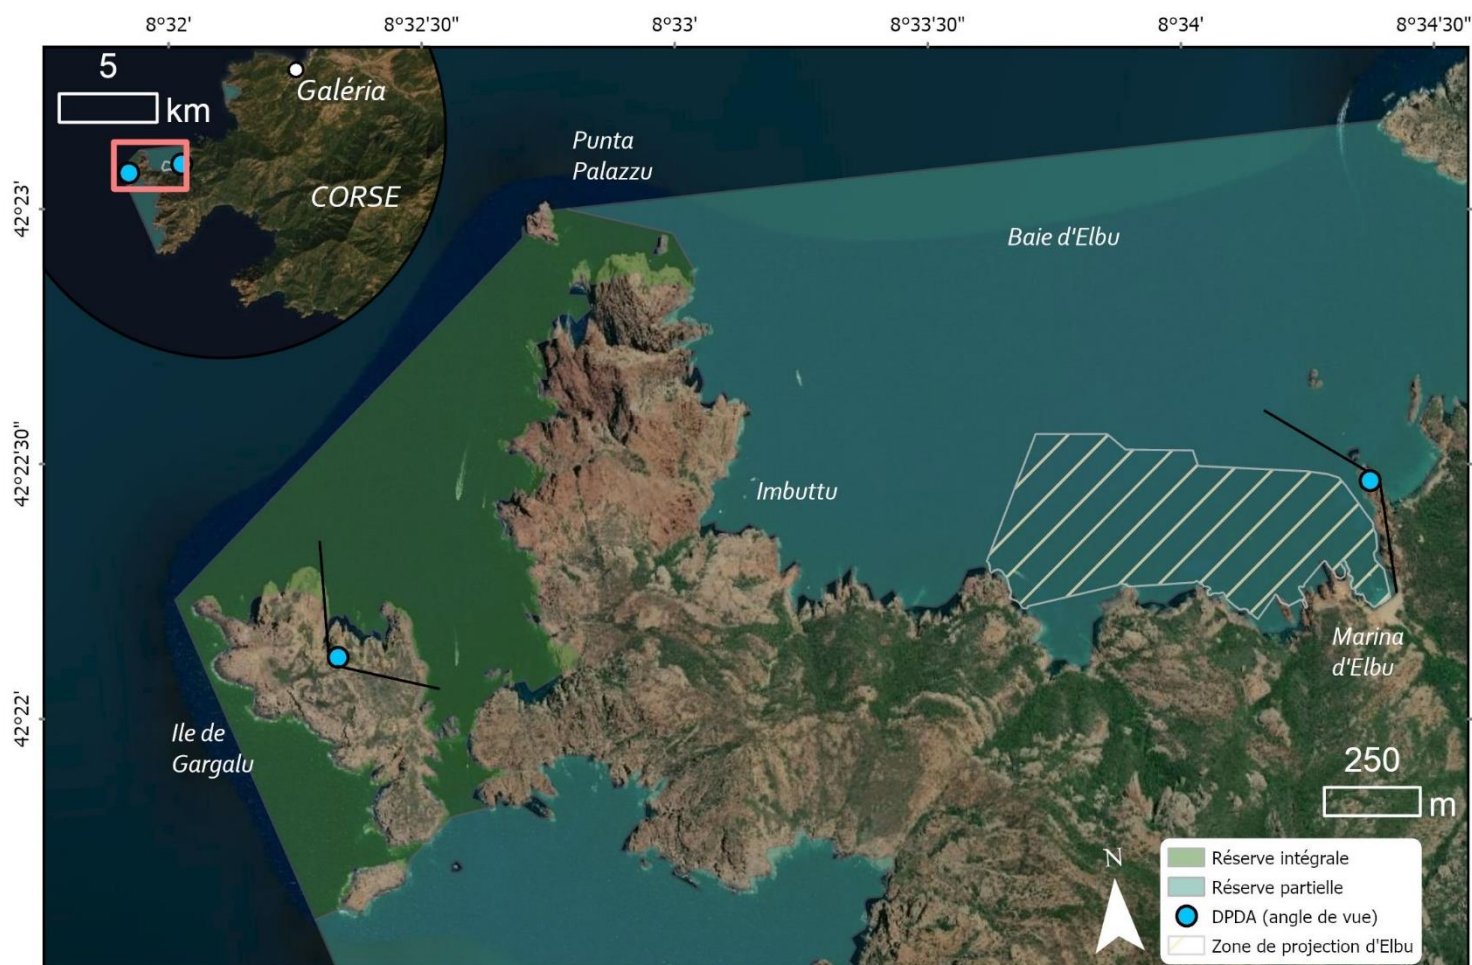 8°32'
8°32'30"
8°33'
8°33'30"
8°34'
8°34'30"
5
km
Galéria
CORSE
Punta
Palazzu
Baie d'Elbu
42°23'
42°22'30"
42°22'
Imbuttu
Marina
d'Elbu
Ile de
Gargalu
250
m
N
Réserve intégrale
Réserve partielle
DPDA (angle de vue)
Zone de projection d'Elbu